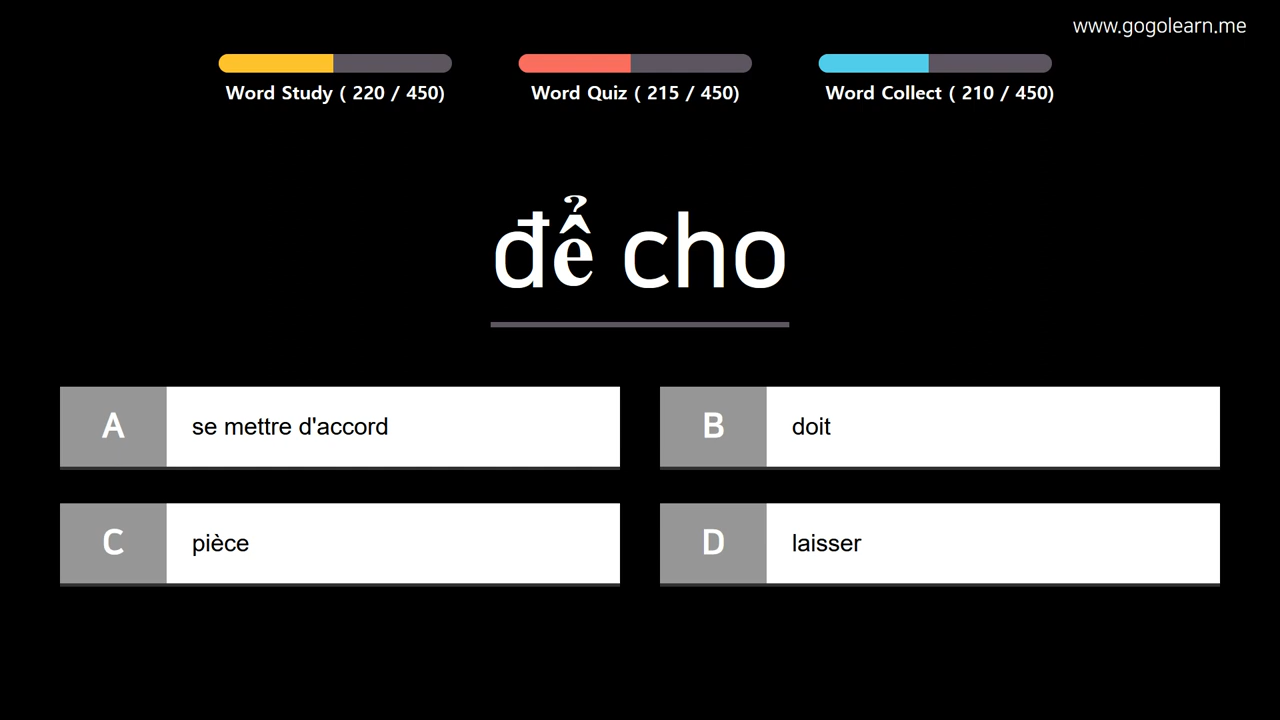 www.gogolearn.me
Word Study ( 220 / 450)
Word Quiz ( 215 / 450)
Word Collect ( 210 / 450)
để cho
A se mettre d'accord
B doit
C pièce
D laisser